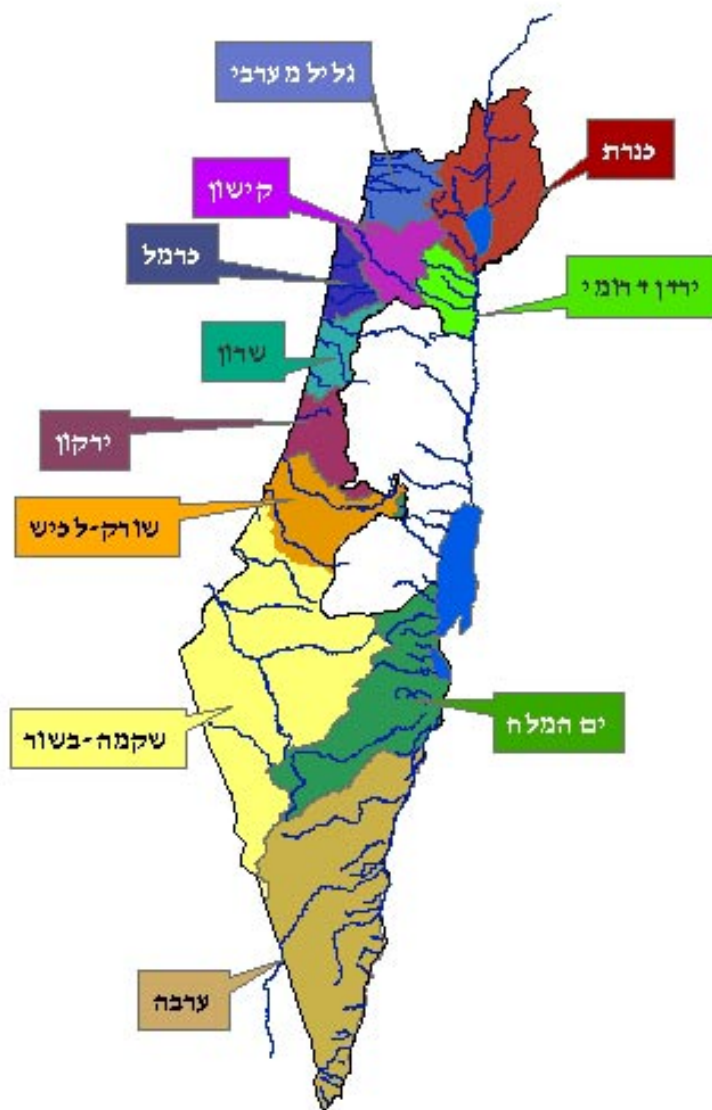 גליל מערבי
כנרת
קישון
כרמל
ירדן דרומי
שרון
ירקון
שורק-לכיש
ים המלח
שקמה-בשור
ערבה